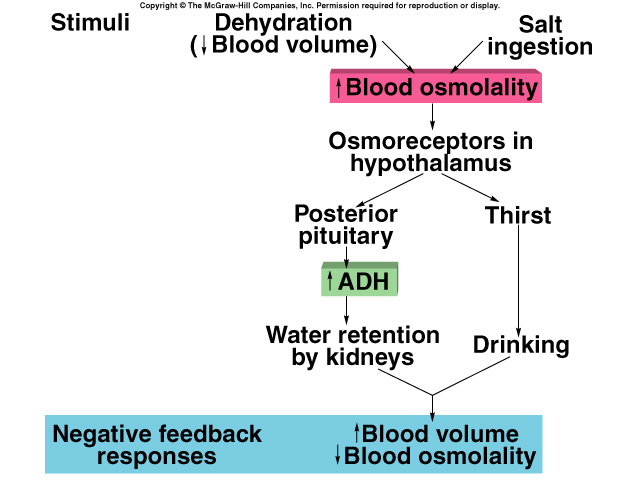 Copyright © The McGraw-Hill Companies, Inc. Permission required for reproduction or display.
Stimuli
Dehydration
(↓Blood volume)
Salt
ingestion
↑Blood osmolality
Osmoreceptors in
hypothalamus
Posterior
pituitary
Thirst
↑ADH
Water retention
by kidneys
Drinking
Negative feedback
responses
↑Blood volume
↓Blood osmolality